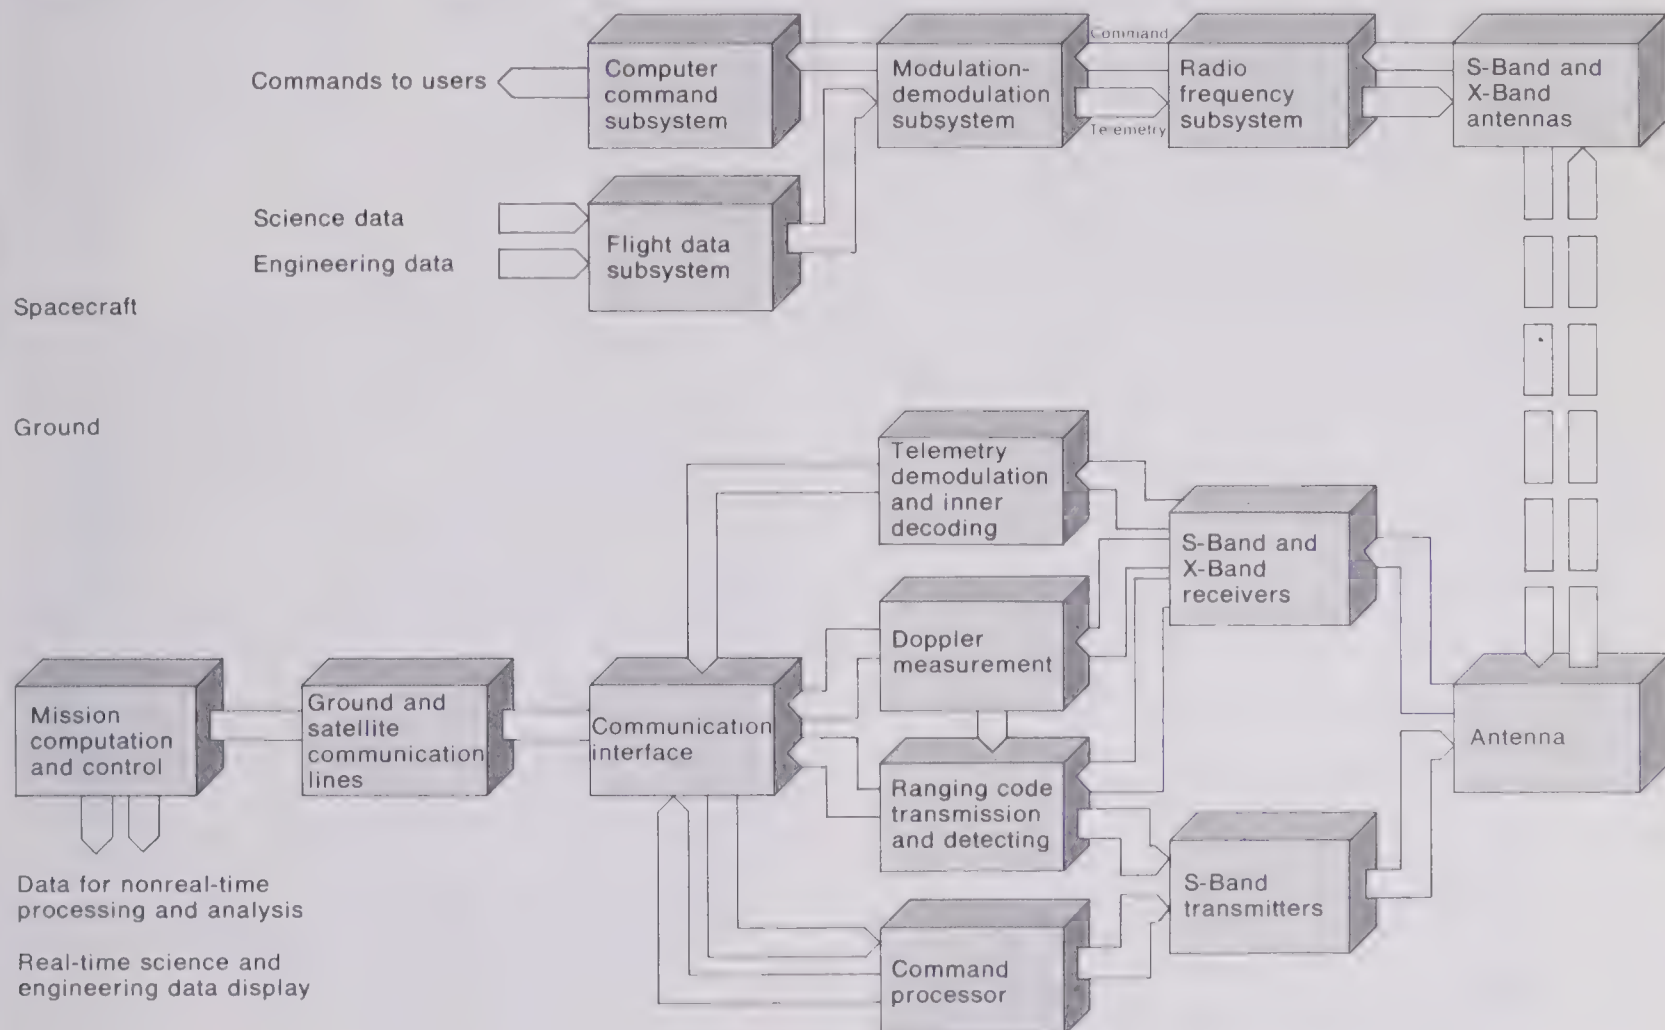 Commands to users
Computer
command
subsystem
Modulation-
demodulation
subsystem
Command
Telemetry
Radio
frequency
subsystem
S-Band and
X-Band
antennas
Science data
Engineering data
Flight data
subsystem
Spacecraft
Ground
Telemetry
demodulation
and inner
decoding
S-Band and
X-Band
receivers
Doppler
measurement
Mission
computation
and control
Ground and
satellite
communication
lines
Communication
interface
Antenna
Ranging code
transmission
and detecting
S-Band
transmitters
Command
processor
Data for nonreal-time
processing and analysis
Real-time science and
engineering data display